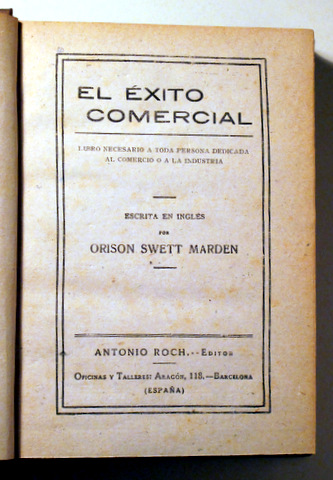 EL ÉXITO
COMERCIAL
LIBRO NECESARIO A TODA PERSONA DEDICADA
AL COMERCIO O A LA INDUSTRIA
ESCRITA EN INGLÉS
POR
ORISON SWETT MARDEN
ANTONIO ROCH.--EDITOR
OFICINAS Y TALLERES: ARAGÓN, 118.—BARCELONA
(ESPAÑA)